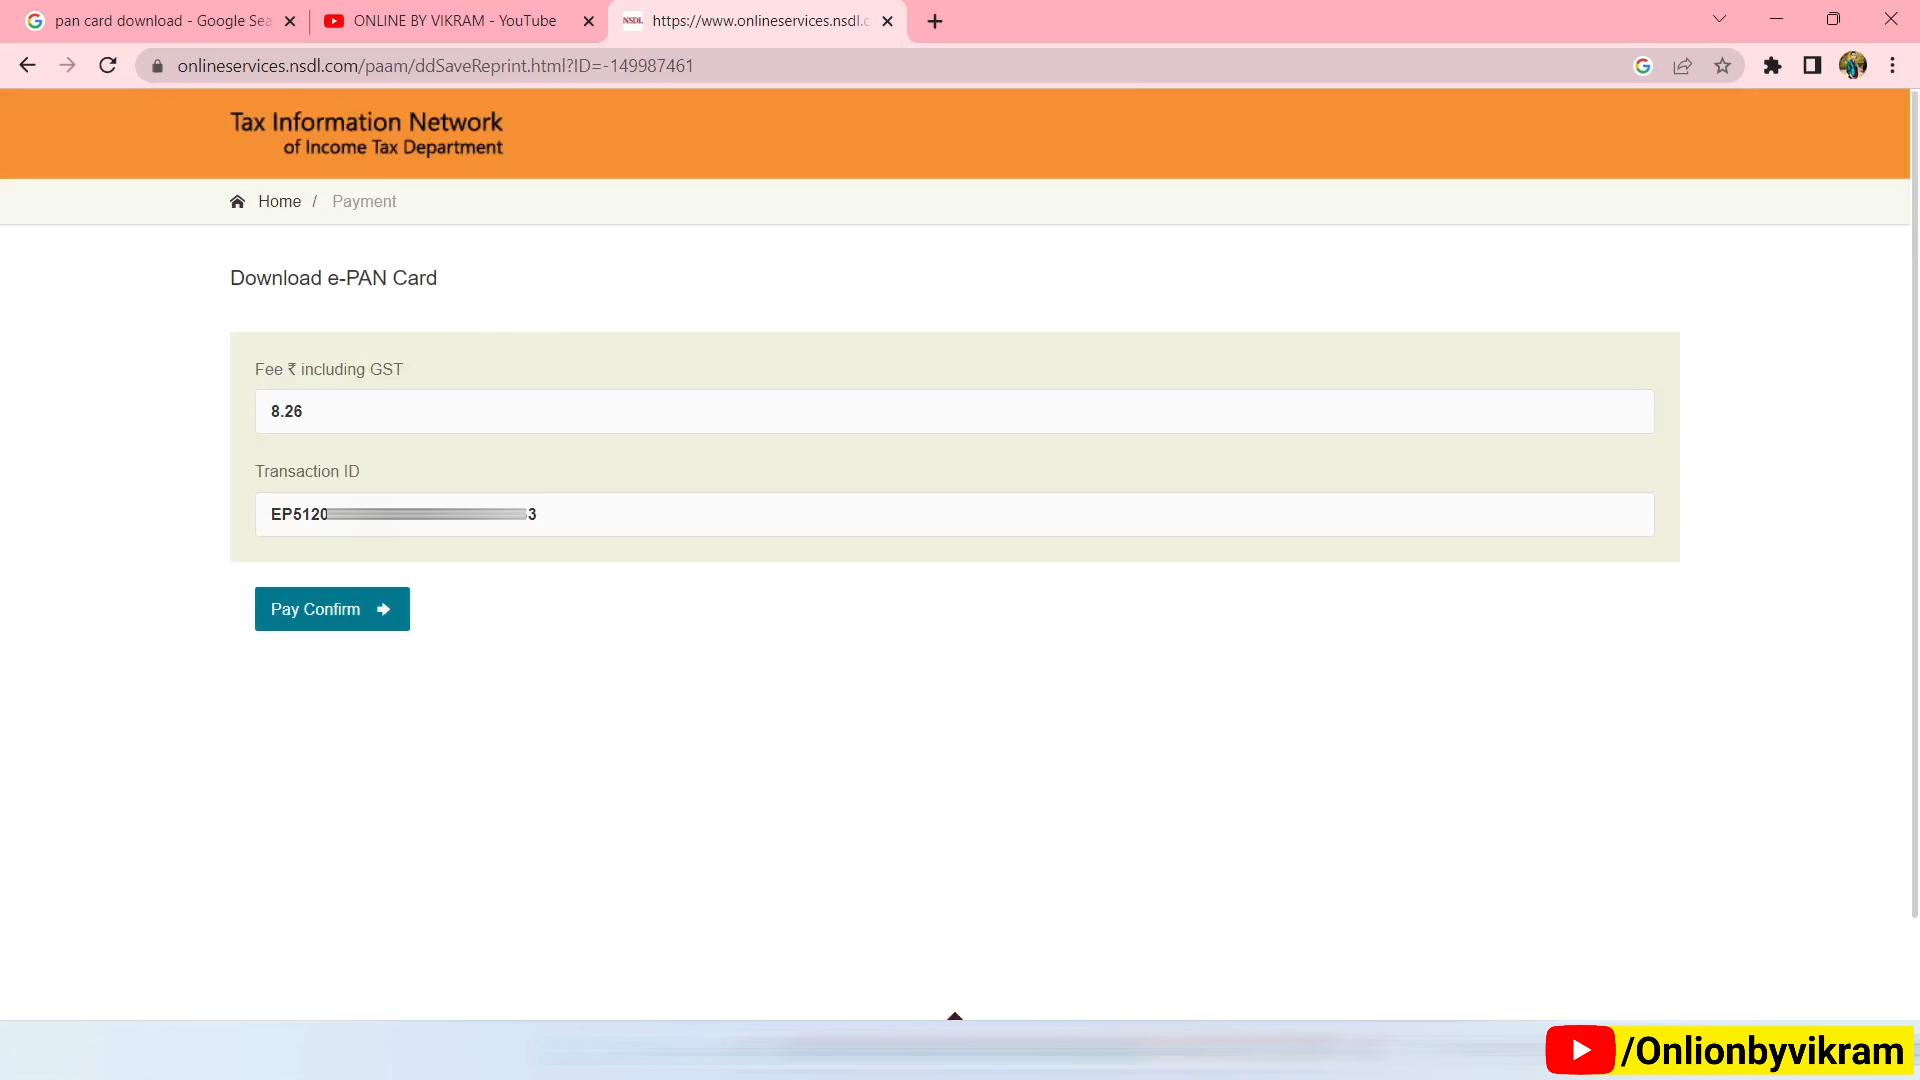 pan card download - Google Sea
ONLINE BY VIKRAM - YouTube
NSDL
https://www.onlineservices.nsdl.c
onlineservices.nsdl.com/paam/ddSaveReprint.html?ID=-149987461
Tax Information Network
of Income Tax Department
Home / Payment
Download e-PAN Card
Fee ₹ including GST
8.26
Transaction ID
EP5120 3
Pay Confirm
/Onlionbyvikram